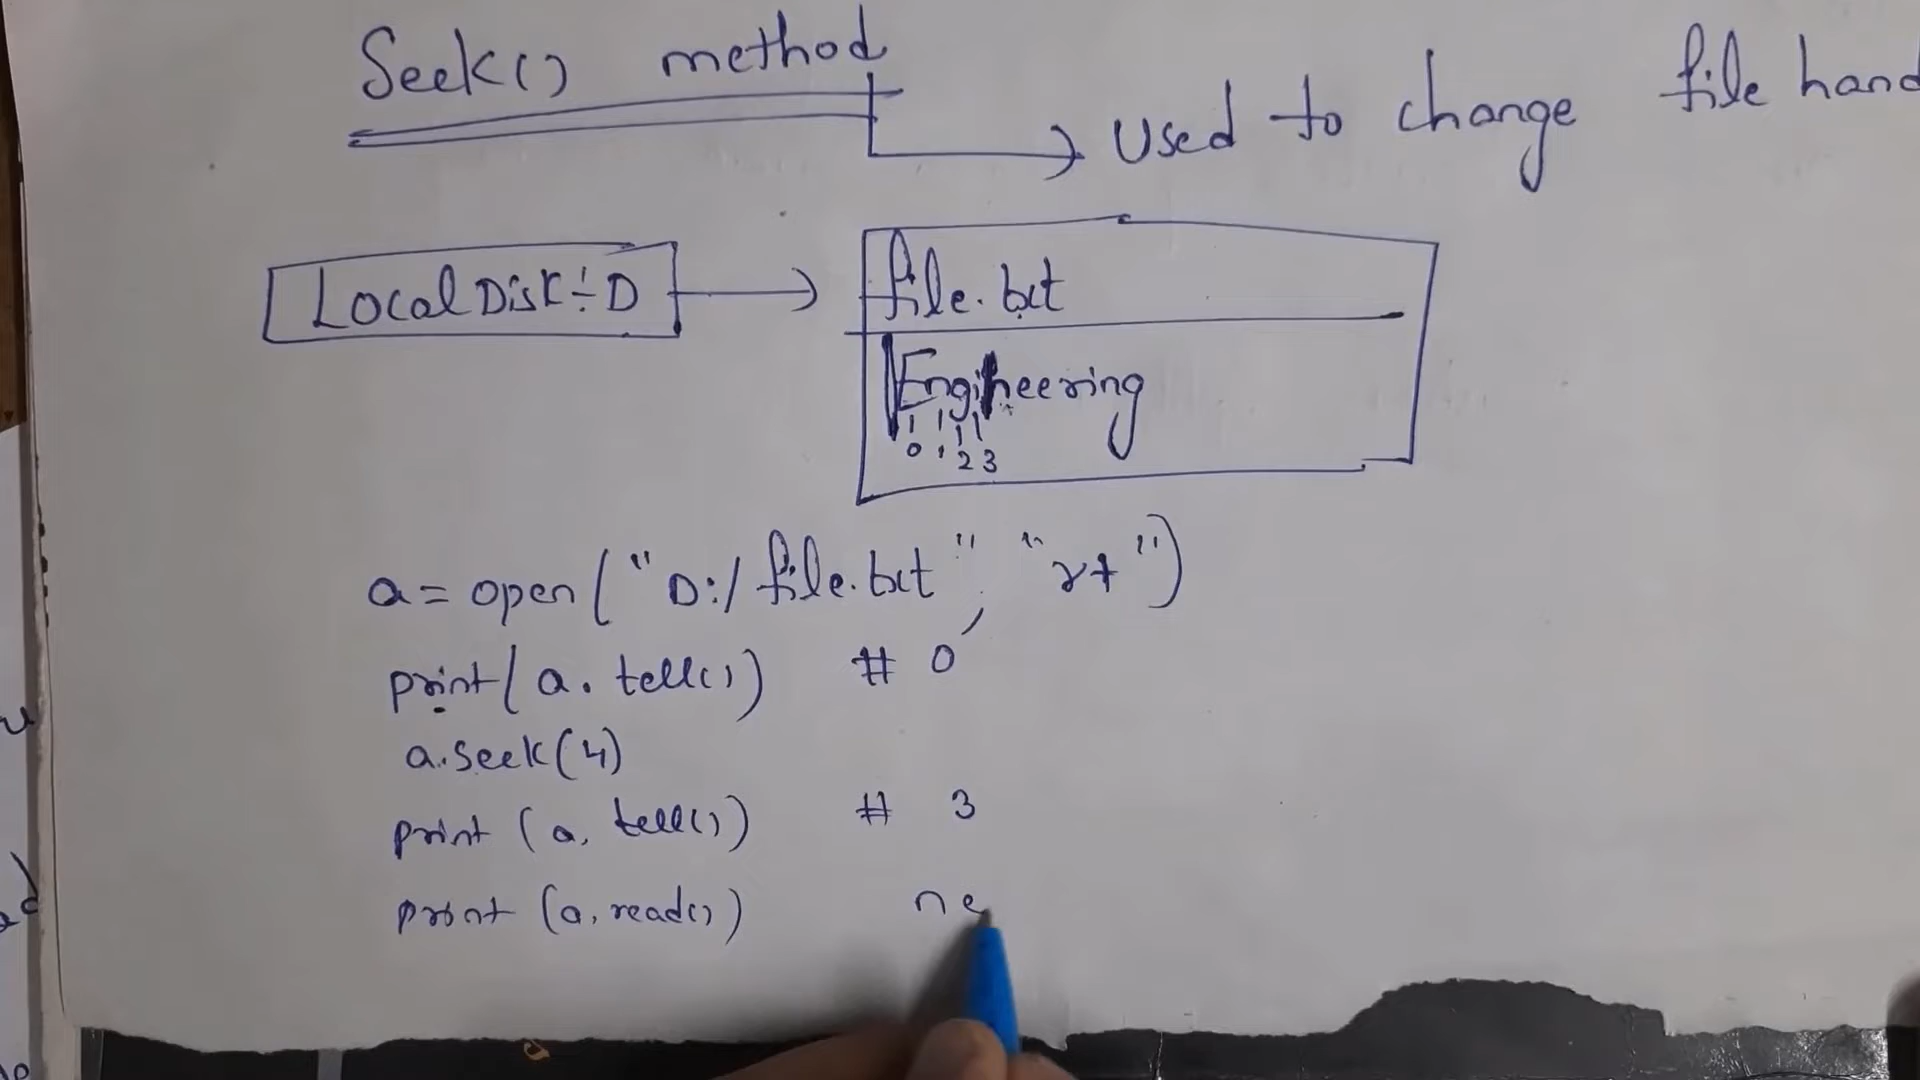 Seek() method
Used to change file hand
Local Disk:-D
file.txt
Engineering
0 1 2 3
a = open("D:/file.txt", "r+")
print(a.tell()) # 0
a.seek(4)
print (a.tell()) # 3
print (a.read()) ne